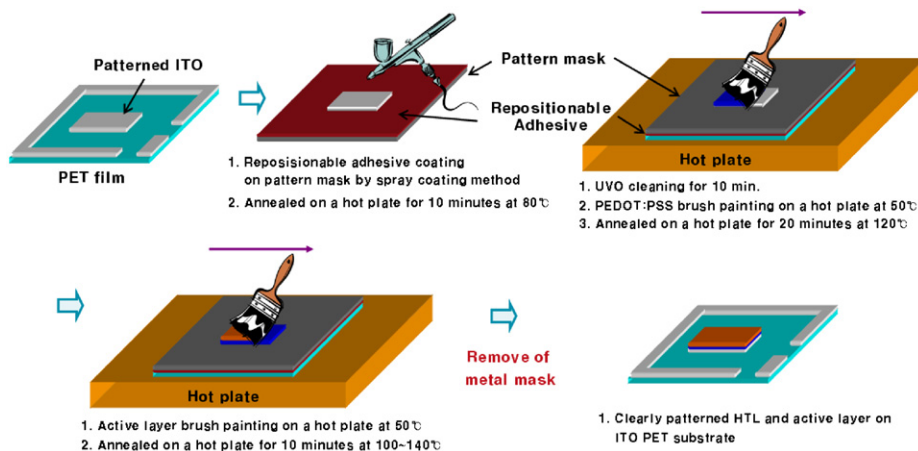 Patterned ITO
PET film
Pattern mask
Repositionable
Adhesive
1. Reposisionable adhesive coating
on pattern mask by spray coating method
2. Annealed on a hot plate for 10 minutes at 80℃
Hot plate
1. UVO cleaning for 10 min.
2. PEDOT:PSS brush painting on a hot plate at 50℃
3. Annealed on a hot plate for 20 minutes at 120℃
Hot plate
1. Active layer brush painting on a hot plate at 50℃
2. Annealed on a hot plate for 10 minutes at 100~140℃
Remove of
metal mask
1. Clearly patterned HTL and active layer on
ITO PET substrate